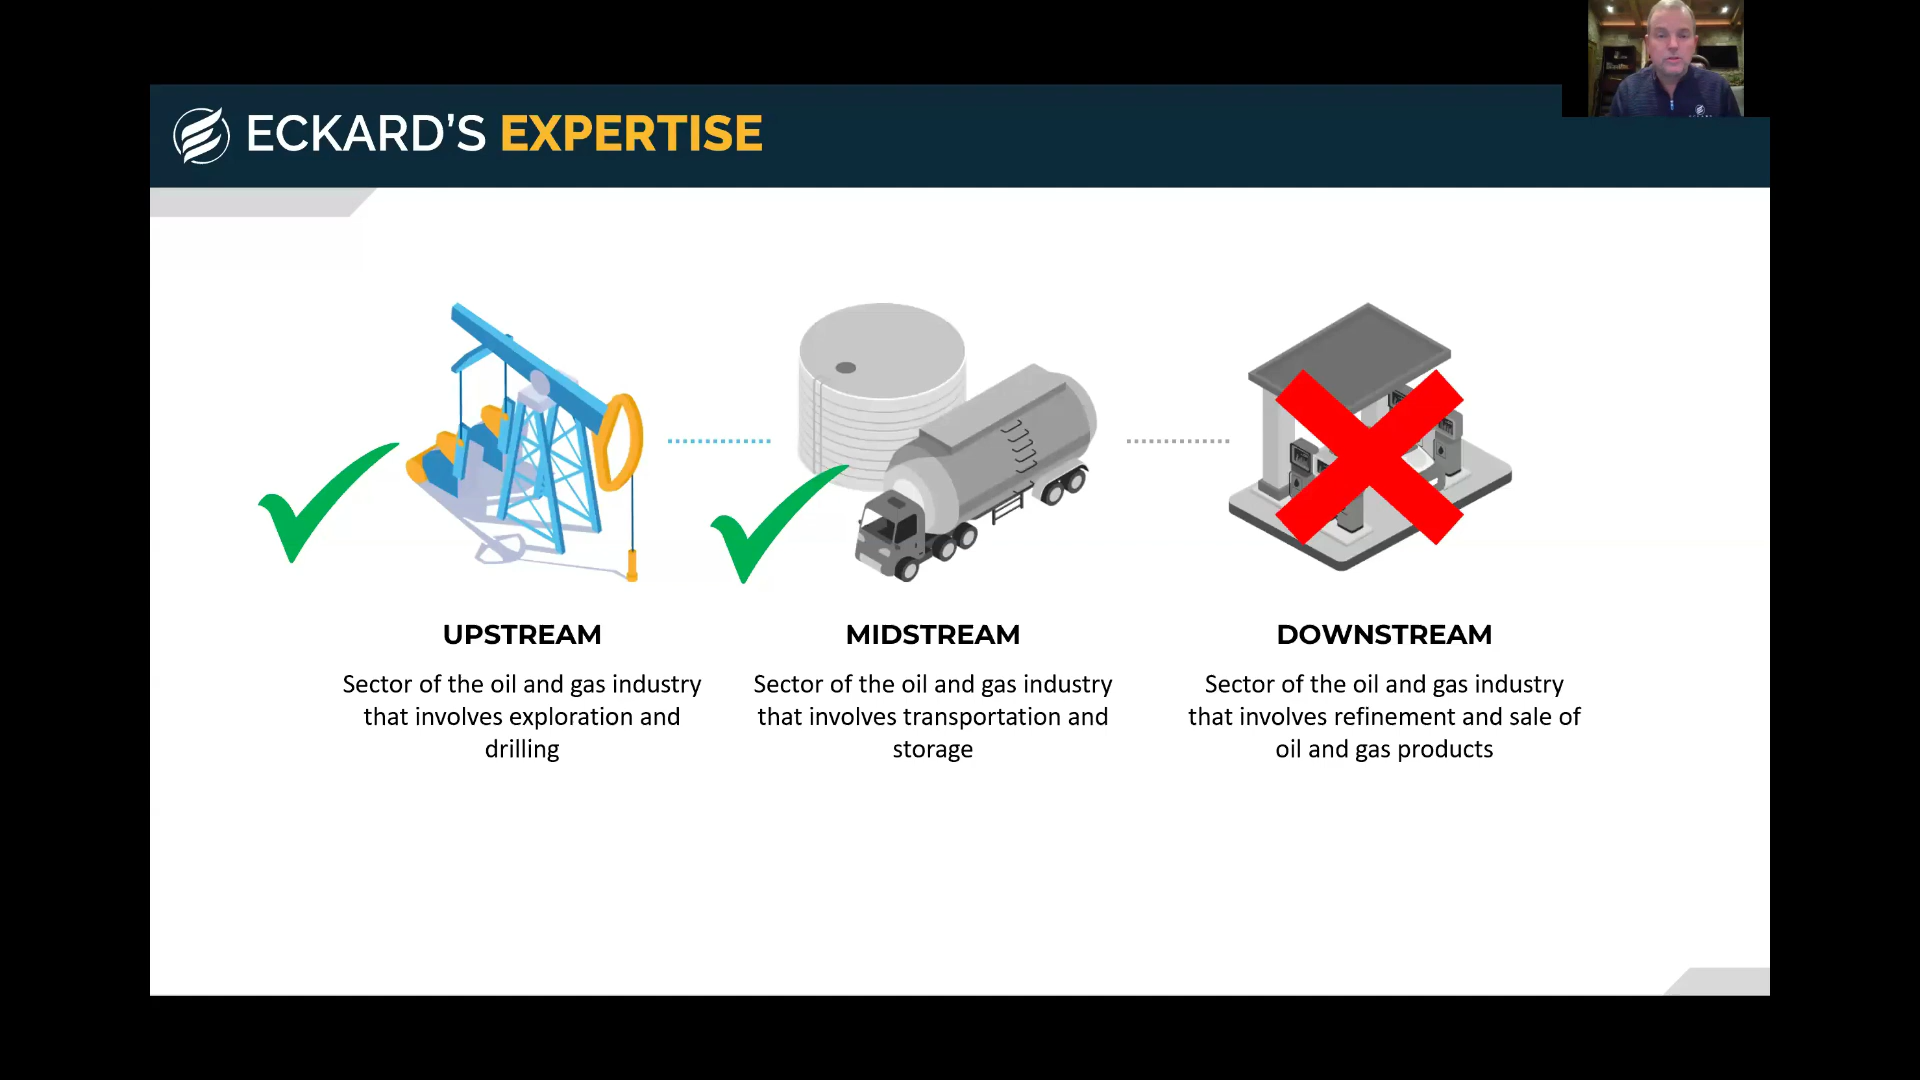 ECKARD'S EXPERTISE
UPSTREAM
Sector of the oil and gas industry
that involves exploration and
drilling
MIDSTREAM
Sector of the oil and gas industry
that involves transportation and
storage
DOWNSTREAM
Sector of the oil and gas industry
that involves refinement and sale of
oil and gas products